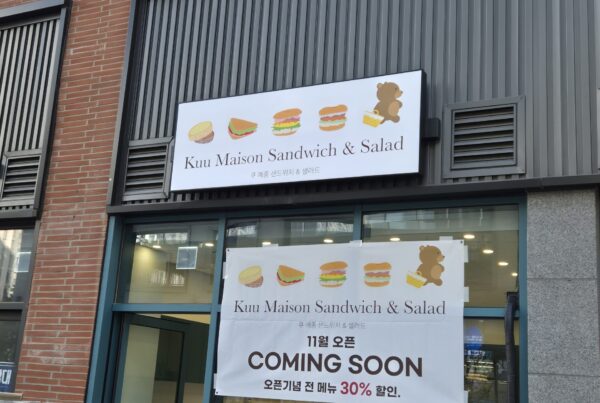 Kuu Maison Sandwich & Salad
쿠 메종 샌드위치 & 샐러드
Kuu Maison Sandwich & Salad
쿠 메종 샌드위치 & 샐러드
11월 오픈
COMING SOON
오픈기념 전 메뉴 30% 할인.